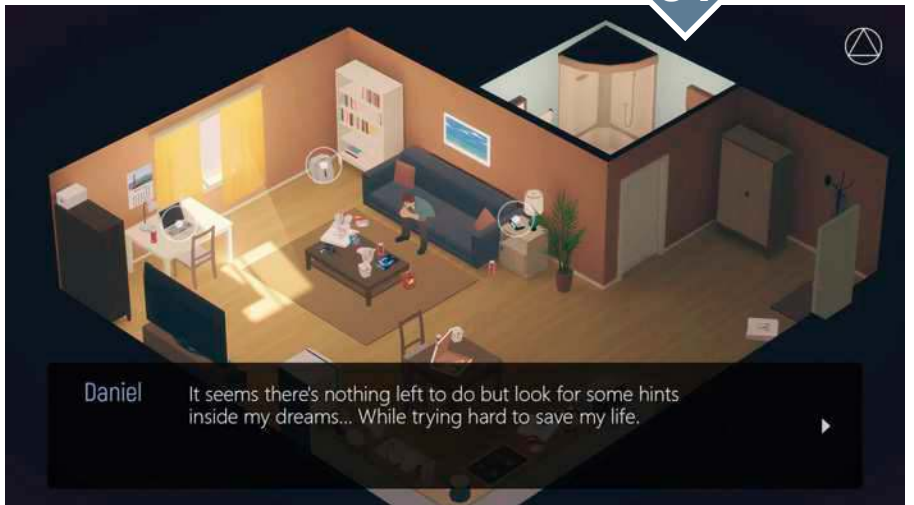 Daniel
It seems there's nothing left to do but look for some hints
inside my dreams... While trying hard to save my life.